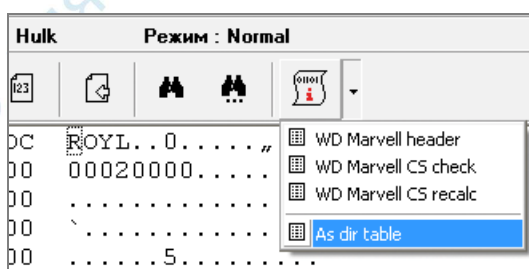 Hulk Режим : Normal
123
01101
i
DC ROYL..0.....„
00 00020000.....
00 ............
00 `...........
00 ......5.........
WD Marvell header
WD Marvell CS check
WD Marvell CS recalc
As dir table